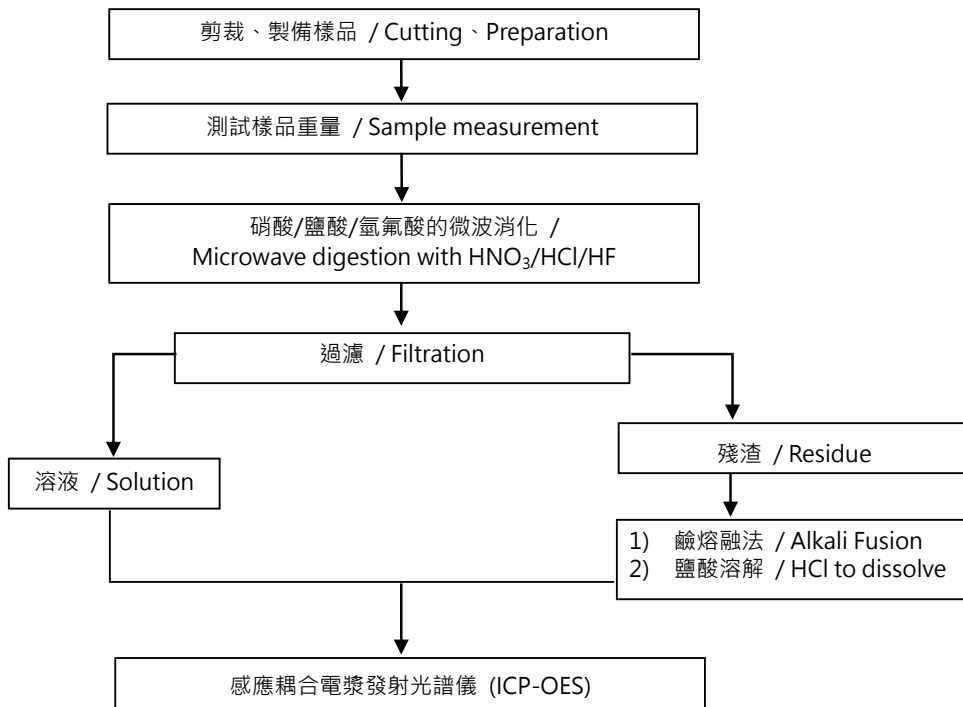 剪裁、製備樣品 / Cutting、Preparation
測試樣品重量 / Sample measurement
硝酸/鹽酸/氫氟酸的微波消化 /
Microwave digestion with HNO₃/HCl/HF
過濾 / Filtration
溶液 / Solution
殘渣 / Residue
1) 鹼熔融法 / Alkali Fusion
2) 鹽酸溶解 / HCl to dissolve
感應耦合電漿發射光譜儀 (ICP-OES)